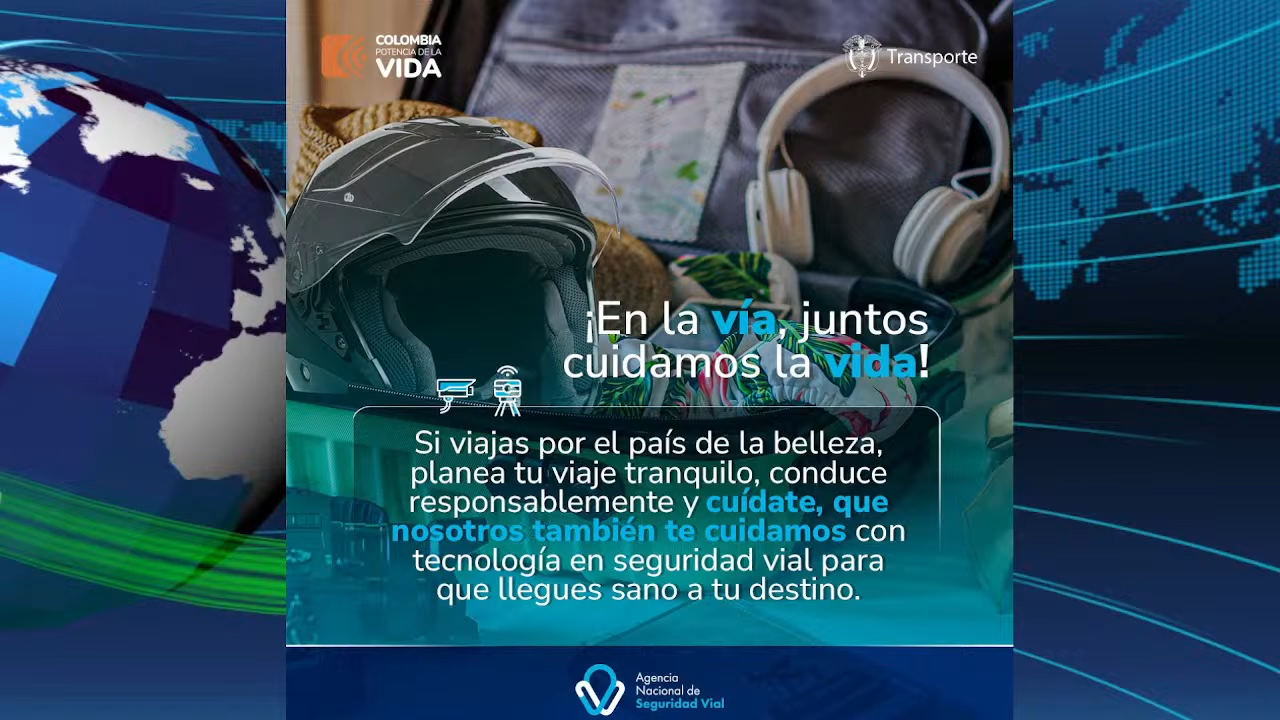 COLOMBIA
POTENCIA DE LA
VIDA
Transporte
¡En la vía, juntos
cuidamos la vida!
Si viajas por el país de la belleza,
planea tu viaje tranquilo, conduce
responsablemente y cuídate, que
nosotros también te cuidamos con
tecnología en seguridad vial para
que llegues sano a tu destino.
Agencia
Nacional de
Seguridad Vial